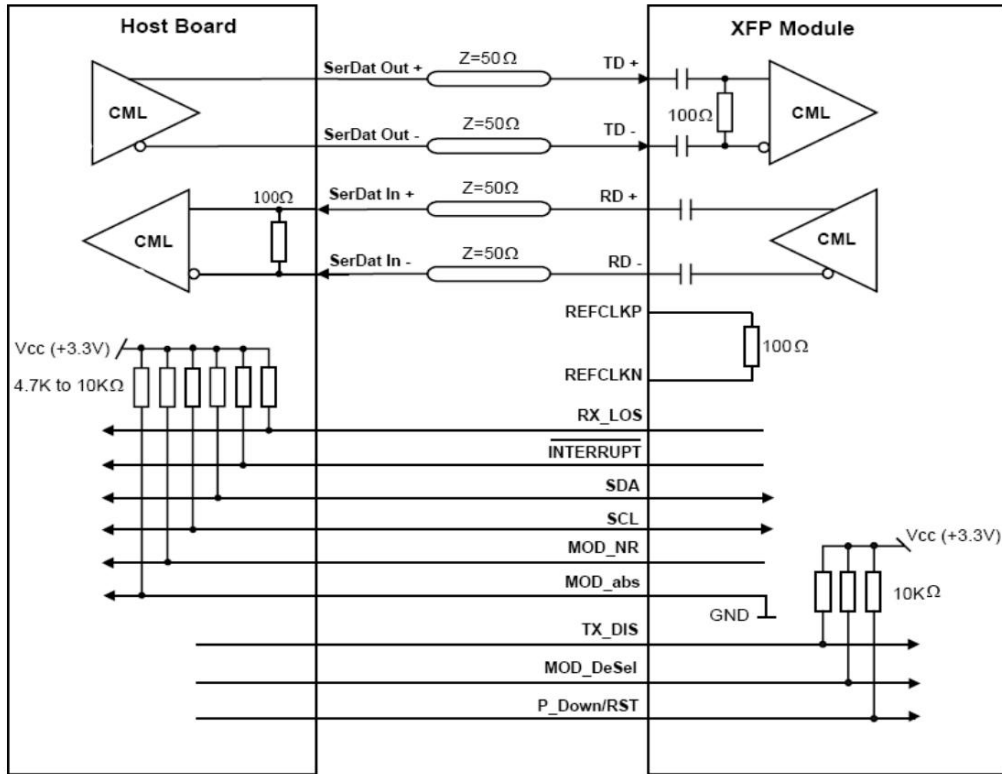 Host Board
XFP Module
SerDat Out +
Z=50Ω
TD +
CML
100Ω
CML
SerDat Out -
Z=50Ω
TD -
SerDat In +
Z=50Ω
RD +
100Ω
CML
CML
SerDat In -
Z=50Ω
RD -
REFCLKP
100Ω
REFCLKN
Vcc (+3.3V)
4.7K to 10KΩ
RX_LOS
INTERRUPT
SDA
SCL
MOD_NR
Vcc (+3.3V)
MOD_abs
10KΩ
GND
TX_DIS
MOD_DeSel
P_Down/RST